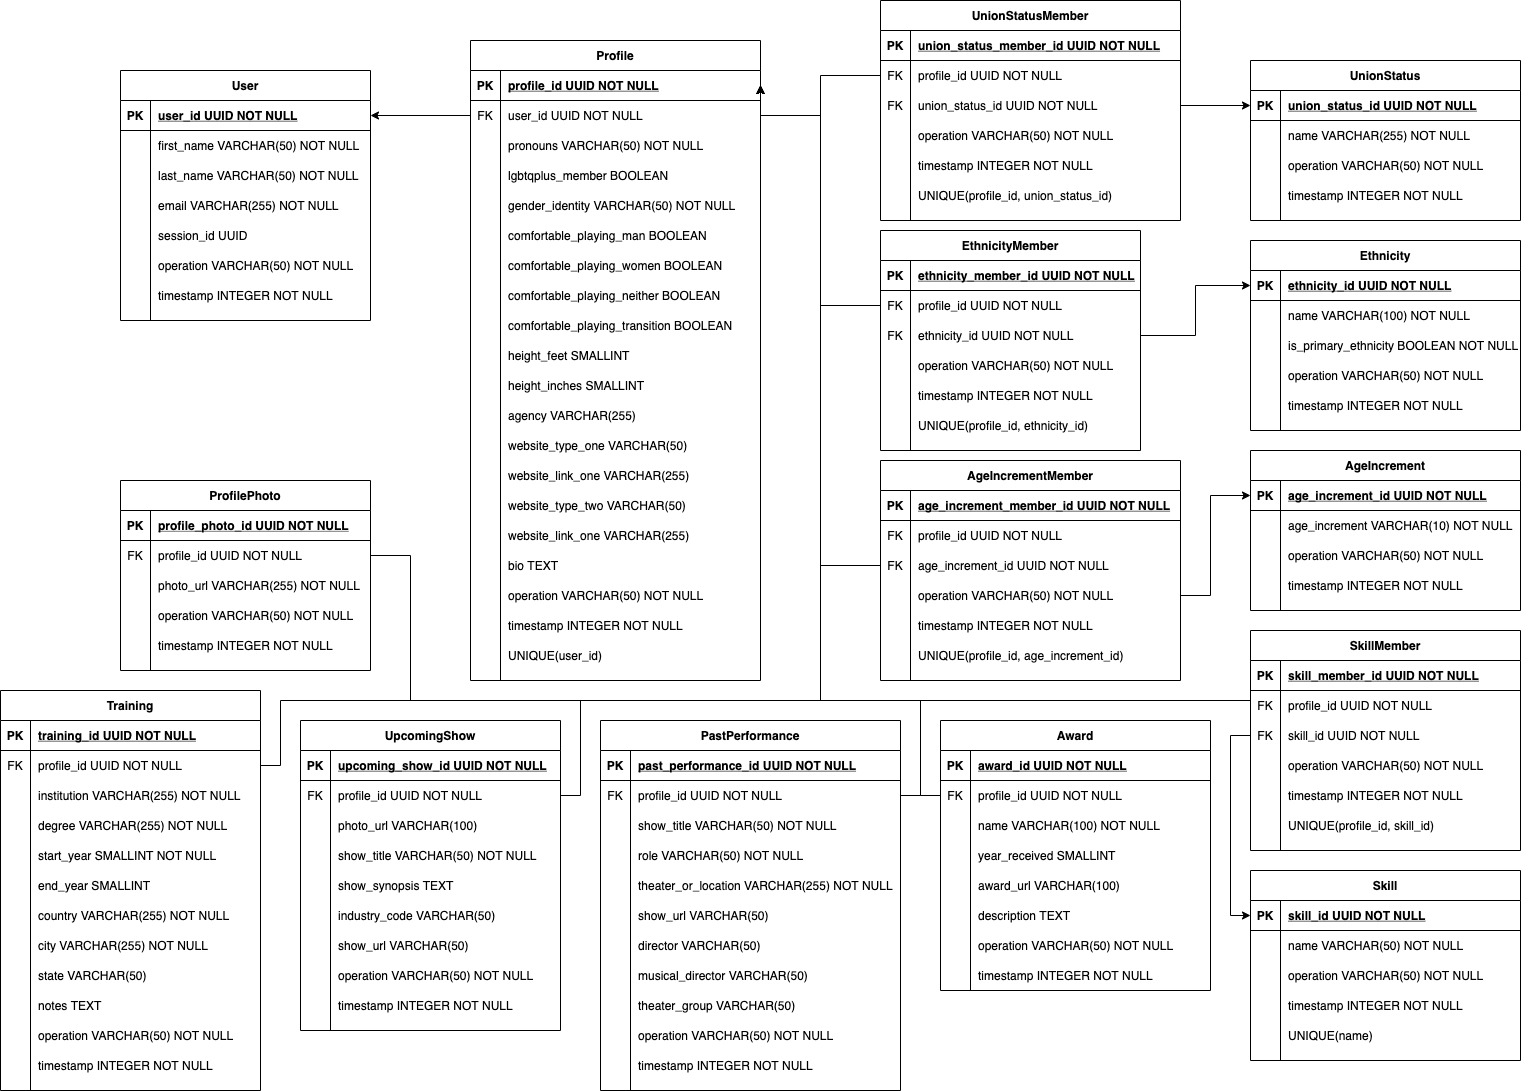 User
PK user_id UUID NOT NULL
first_name VARCHAR(50) NOT NULL
last_name VARCHAR(50) NOT NULL
email VARCHAR(255) NOT NULL
session_id UUID
operation VARCHAR(50) NOT NULL
timestamp INTEGER NOT NULL
Profile
PK profile_id UUID NOT NULL
FK user_id UUID NOT NULL
pronouns VARCHAR(50) NOT NULL
lgbtqplus_member BOOLEAN
gender_identity VARCHAR(50) NOT NULL
comfortable_playing_man BOOLEAN
comfortable_playing_women BOOLEAN
comfortable_playing_neither BOOLEAN
comfortable_playing_transition BOOLEAN
height_feet SMALLINT
height_inches SMALLINT
agency VARCHAR(255)
website_type_one VARCHAR(50)
website_link_one VARCHAR(255)
website_type_two VARCHAR(50)
website_link_one VARCHAR(255)
bio TEXT
operation VARCHAR(50) NOT NULL
timestamp INTEGER NOT NULL
UNIQUE(user_id)
UnionStatusMember
PK union_status_member_id UUID NOT NULL
FK profile_id UUID NOT NULL
FK union_status_id UUID NOT NULL
operation VARCHAR(50) NOT NULL
timestamp INTEGER NOT NULL
UNIQUE(profile_id, union_status_id)
UnionStatus
PK union_status_id UUID NOT NULL
name VARCHAR(255) NOT NULL
operation VARCHAR(50) NOT NULL
timestamp INTEGER NOT NULL
EthnicityMember
PK ethnicity_member_id UUID NOT NULL
FK profile_id UUID NOT NULL
FK ethnicity_id UUID NOT NULL
operation VARCHAR(50) NOT NULL
timestamp INTEGER NOT NULL
UNIQUE(profile_id, ethnicity_id)
Ethnicity
PK ethnicity_id UUID NOT NULL
name VARCHAR(100) NOT NULL
is_primary_ethnicity BOOLEAN NOT NULL
operation VARCHAR(50) NOT NULL
timestamp INTEGER NOT NULL
AgeIncrementMember
PK age_increment_member_id UUID NOT NULL
FK profile_id UUID NOT NULL
FK age_increment_id UUID NOT NULL
operation VARCHAR(50) NOT NULL
timestamp INTEGER NOT NULL
UNIQUE(profile_id, age_increment_id)
AgeIncrement
PK age_increment_id UUID NOT NULL
age_increment VARCHAR(10) NOT NULL
operation VARCHAR(50) NOT NULL
timestamp INTEGER NOT NULL
ProfilePhoto
PK profile_photo_id UUID NOT NULL
FK profile_id UUID NOT NULL
photo_url VARCHAR(255) NOT NULL
operation VARCHAR(50) NOT NULL
timestamp INTEGER NOT NULL
SkillMember
PK skill_member_id UUID NOT NULL
FK profile_id UUID NOT NULL
FK skill_id UUID NOT NULL
operation VARCHAR(50) NOT NULL
timestamp INTEGER NOT NULL
UNIQUE(profile_id, skill_id)
Training
PK training_id UUID NOT NULL
FK profile_id UUID NOT NULL
institution VARCHAR(255) NOT NULL
degree VARCHAR(255) NOT NULL
start_year SMALLINT NOT NULL
end_year SMALLINT
country VARCHAR(255) NOT NULL
city VARCHAR(255) NOT NULL
state VARCHAR(50)
notes TEXT
operation VARCHAR(50) NOT NULL
timestamp INTEGER NOT NULL
UpcomingShow
PK upcoming_show_id UUID NOT NULL
FK profile_id UUID NOT NULL
photo_url VARCHAR(100)
show_title VARCHAR(50) NOT NULL
show_synopsis TEXT
industry_code VARCHAR(50)
show_url VARCHAR(50)
operation VARCHAR(50) NOT NULL
timestamp INTEGER NOT NULL
PastPerformance
PK past_performance_id UUID NOT NULL
FK profile_id UUID NOT NULL
show_title VARCHAR(50) NOT NULL
role VARCHAR(50) NOT NULL
theater_or_location VARCHAR(255) NOT NULL
show_url VARCHAR(50)
director VARCHAR(50)
musical_director VARCHAR(50)
theater_group VARCHAR(50)
operation VARCHAR(50) NOT NULL
timestamp INTEGER NOT NULL
Award
PK award_id UUID NOT NULL
FK profile_id UUID NOT NULL
name VARCHAR(100) NOT NULL
year_received SMALLINT
award_url VARCHAR(100)
description TEXT
operation VARCHAR(50) NOT NULL
timestamp INTEGER NOT NULL
Skill
PK skill_id UUID NOT NULL
name VARCHAR(50) NOT NULL
operation VARCHAR(50) NOT NULL
timestamp INTEGER NOT NULL
UNIQUE(name)